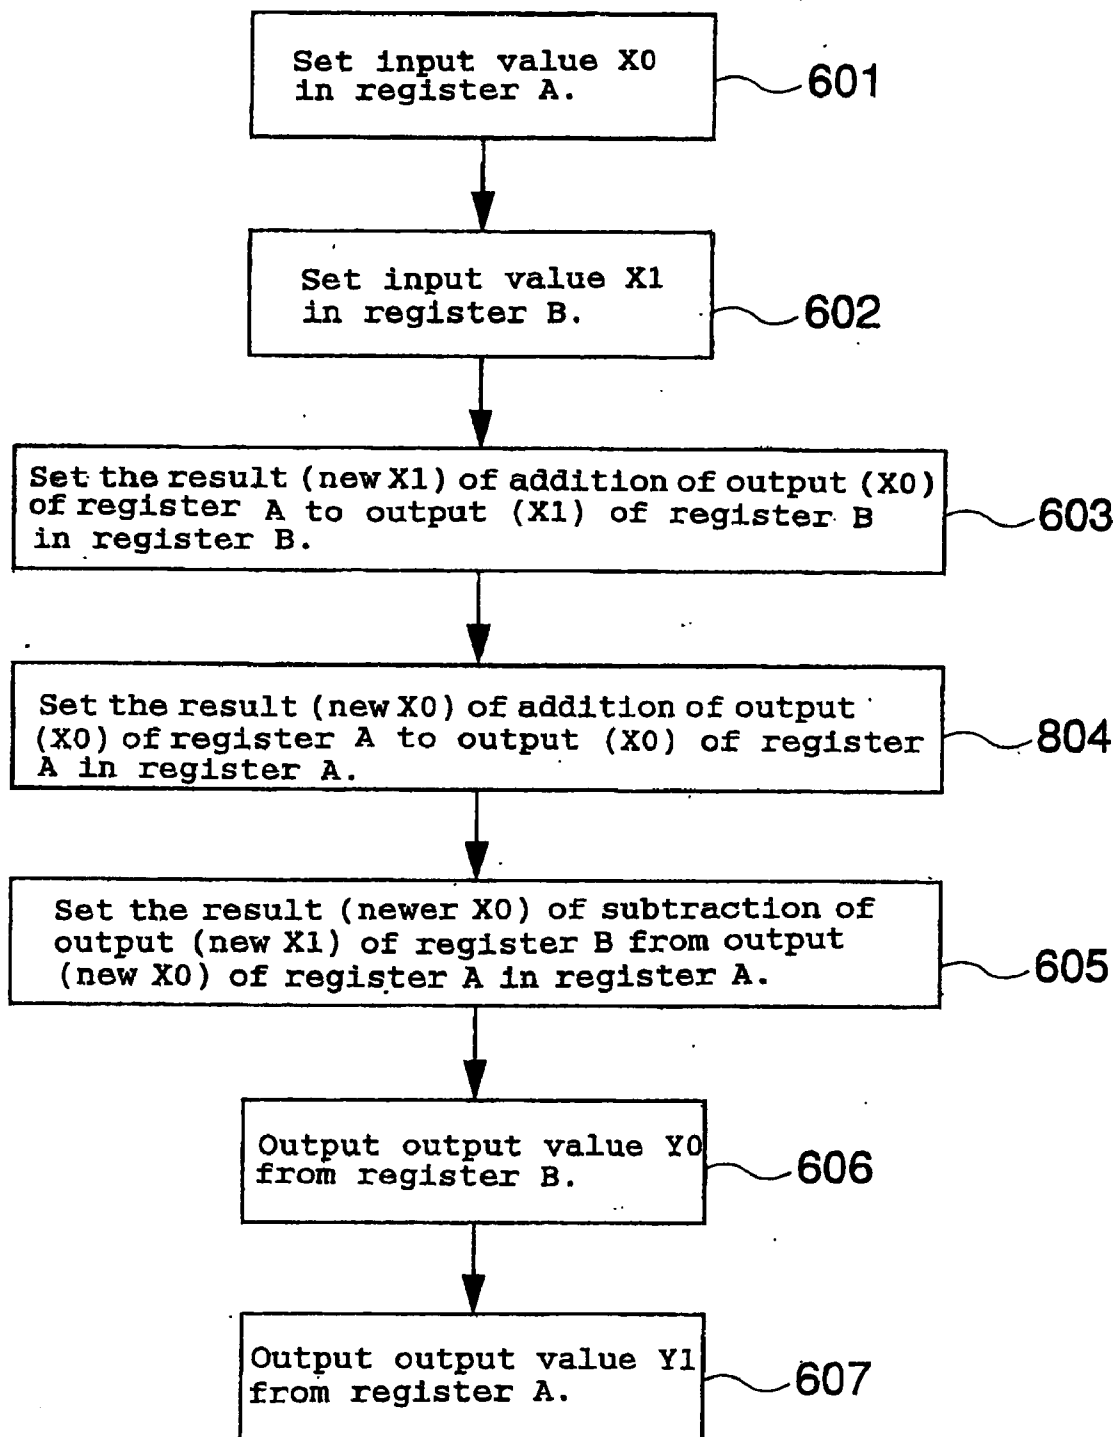 Set input value X0
in register A.
601
Set input value X1
in register B.
602
Set the result (new X1) of addition of output (X0)
of register A to output (X1) of register B
in register B.
603
Set the result (new X0) of addition of output
(X0) of register A to output (X0) of register
A in register A.
804
Set the result (newer X0) of subtraction of
output (new X1) of register B from output
(new X0) of register A in register A.
605
Output output value Y0
from register B.
606
Output output value Y1
from register A.
607